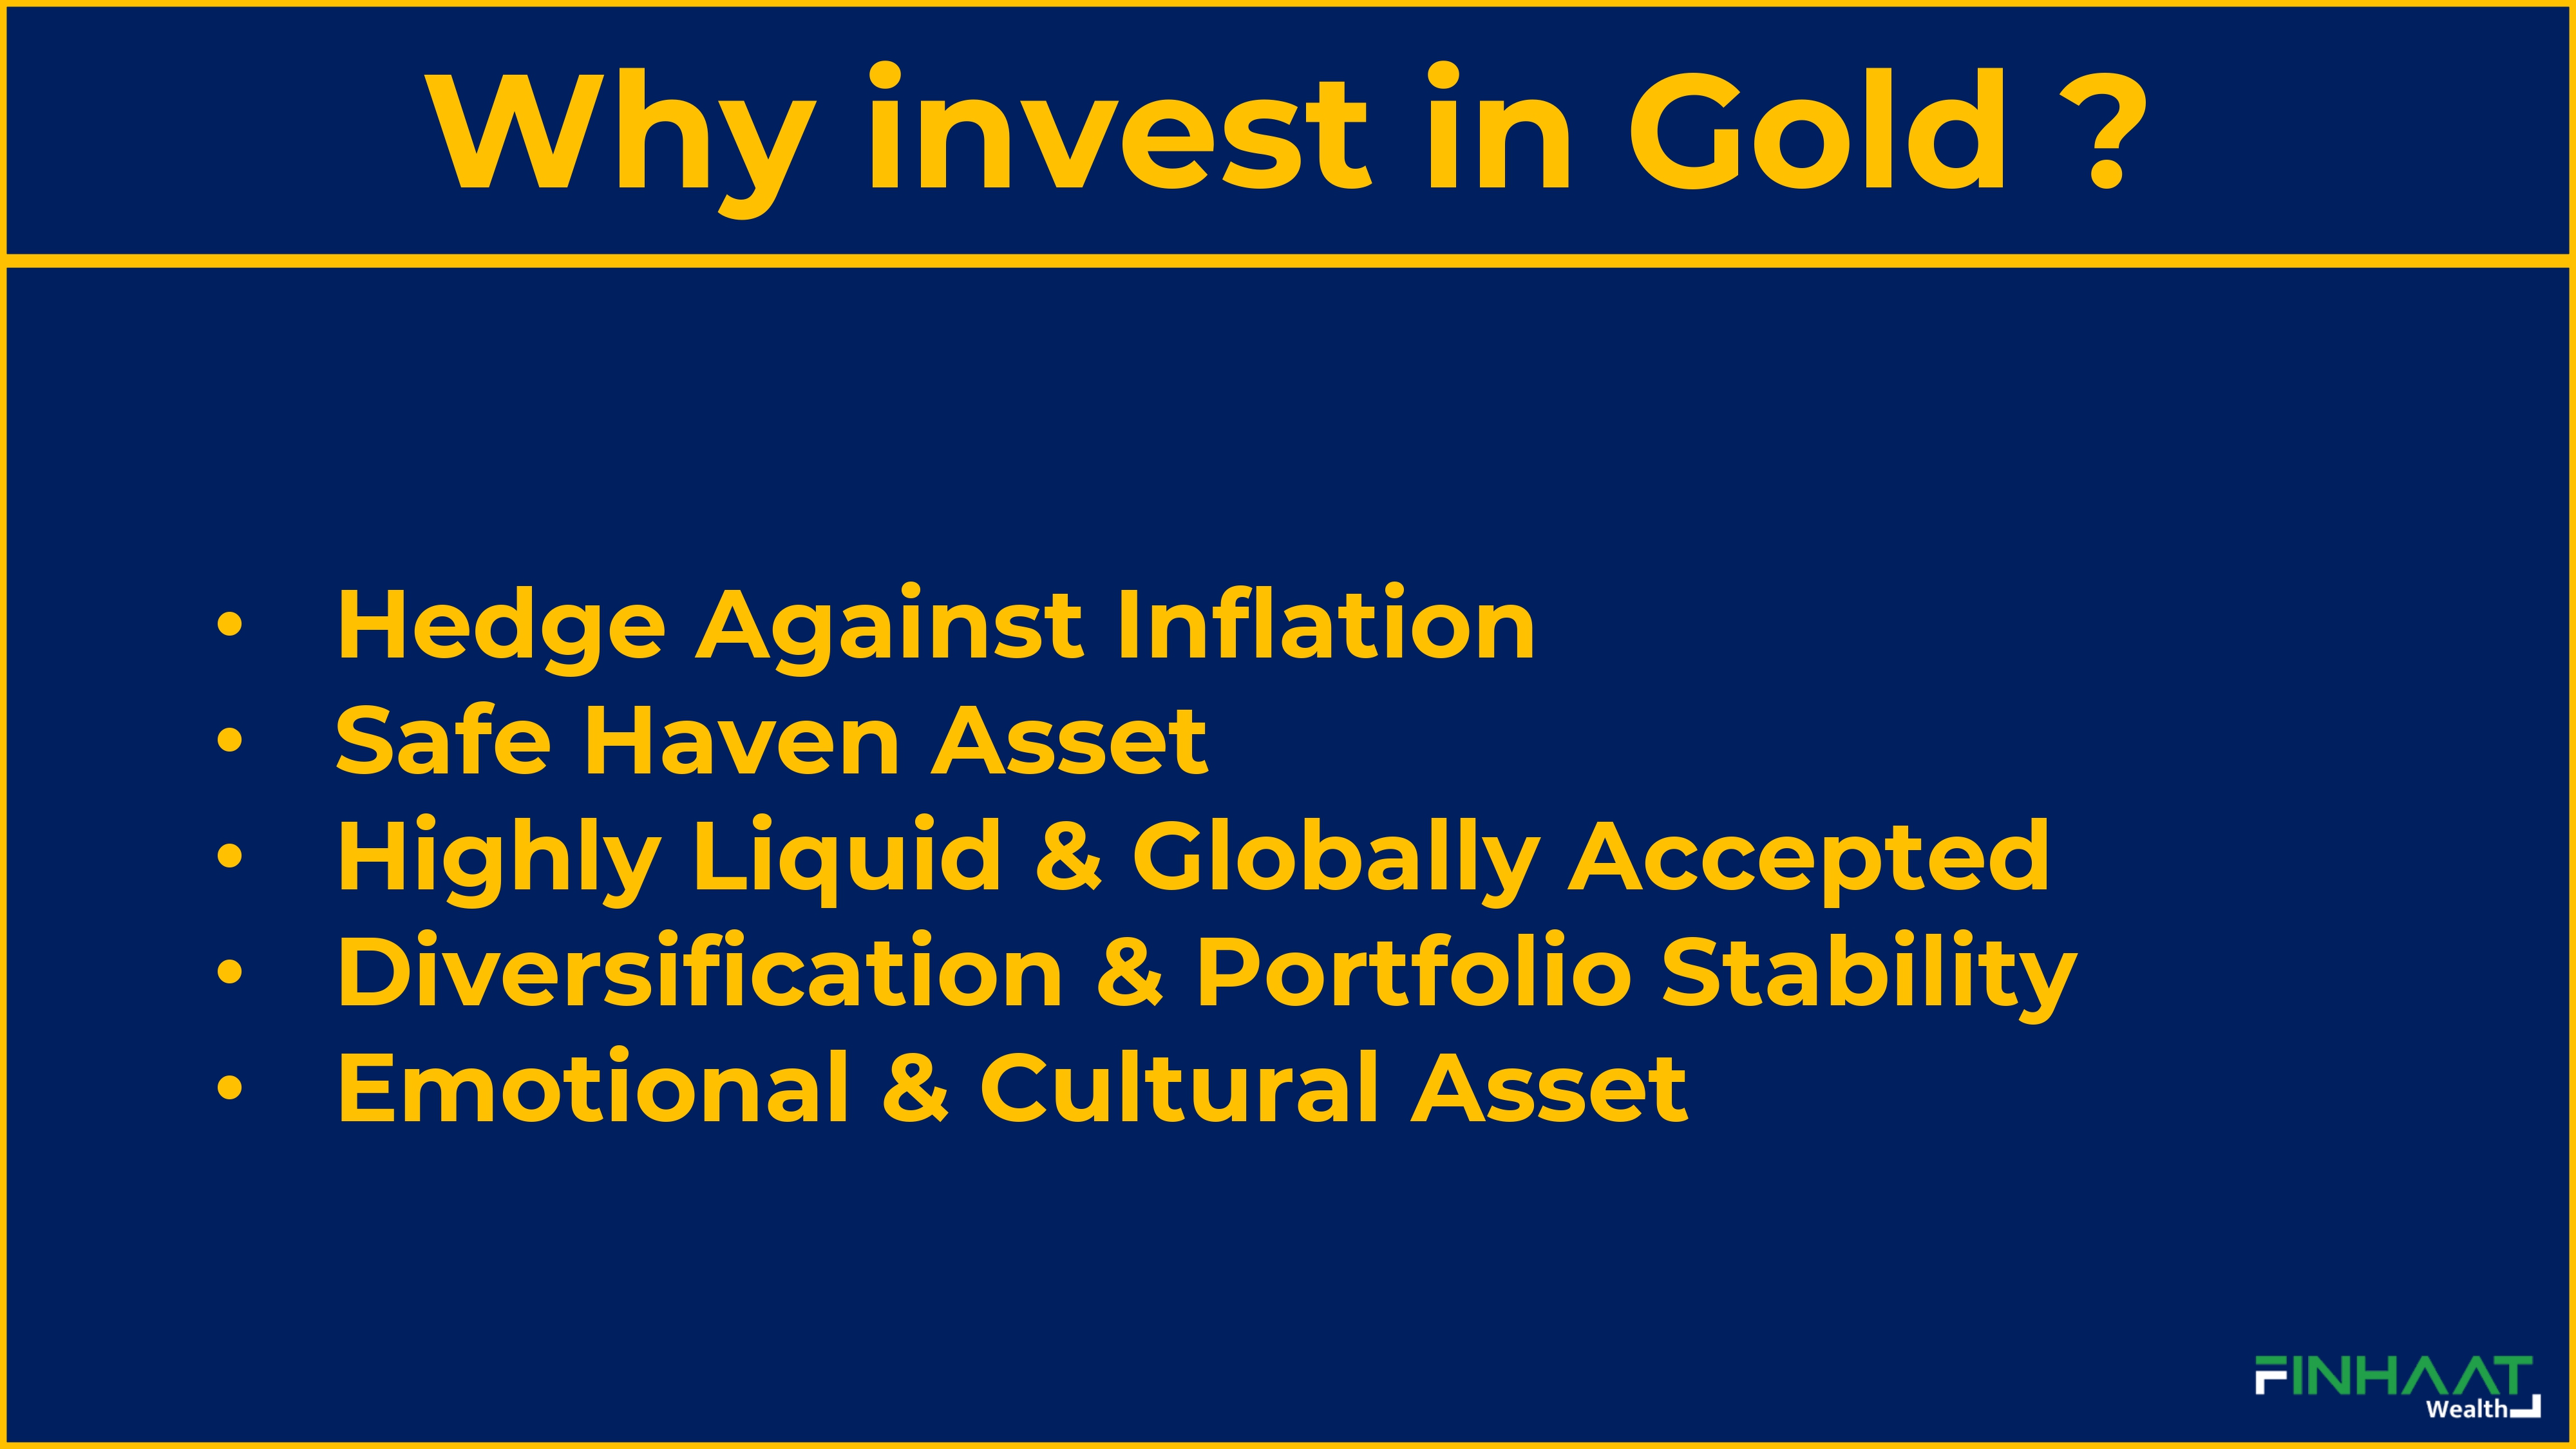 Why invest in Gold ?
• Hedge Against Inflation
• Safe Haven Asset
• Highly Liquid & Globally Accepted
• Diversification & Portfolio Stability
• Emotional & Cultural Asset
FINHAAT
Wealth